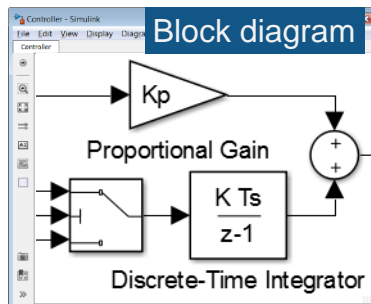 Controller - Simulink
Block diagram
File Edit View Display Diagra
Controller
Kp
+
+
Proportional Gain
K Ts
z-1
Discrete-Time Integrator